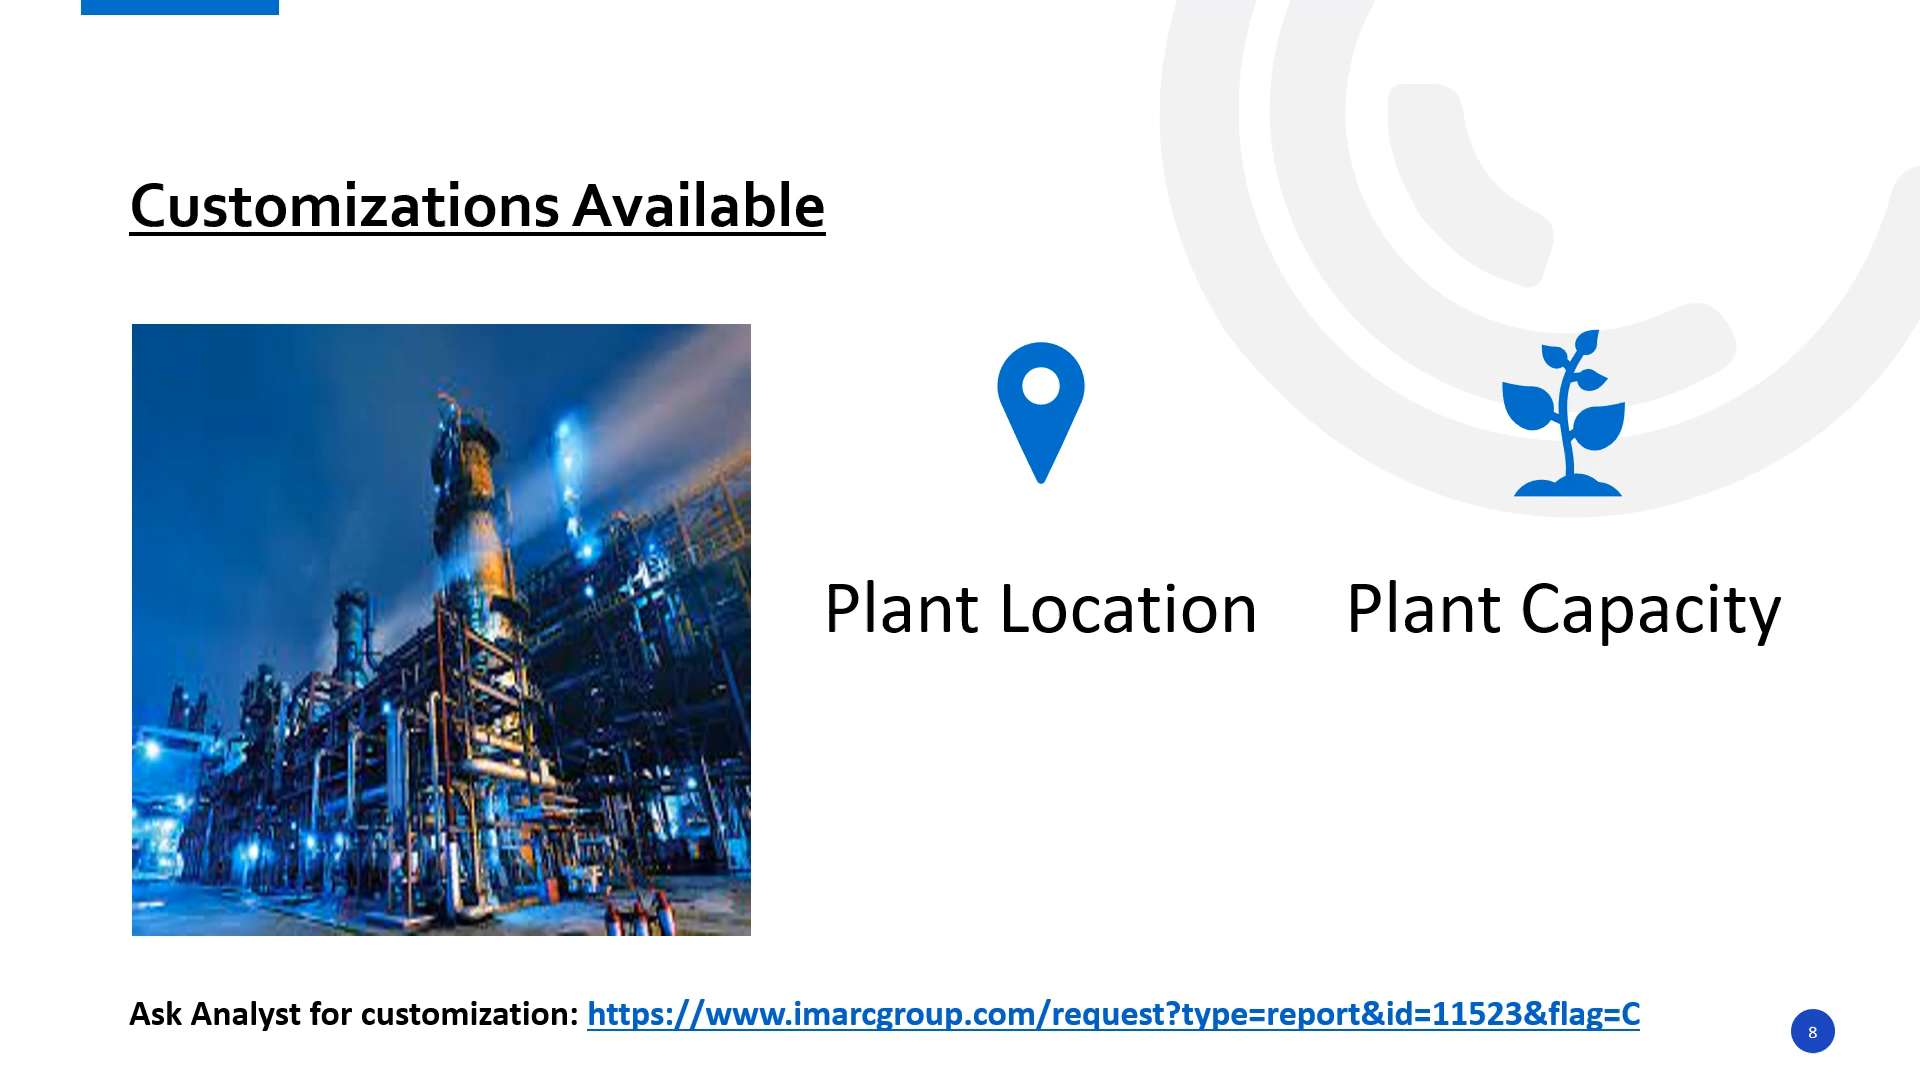 Customizations Available
Plant Location
Plant Capacity
Ask Analyst for customization: https://www.imarcgroup.com/request?type=report&id=11523&flag=C
8